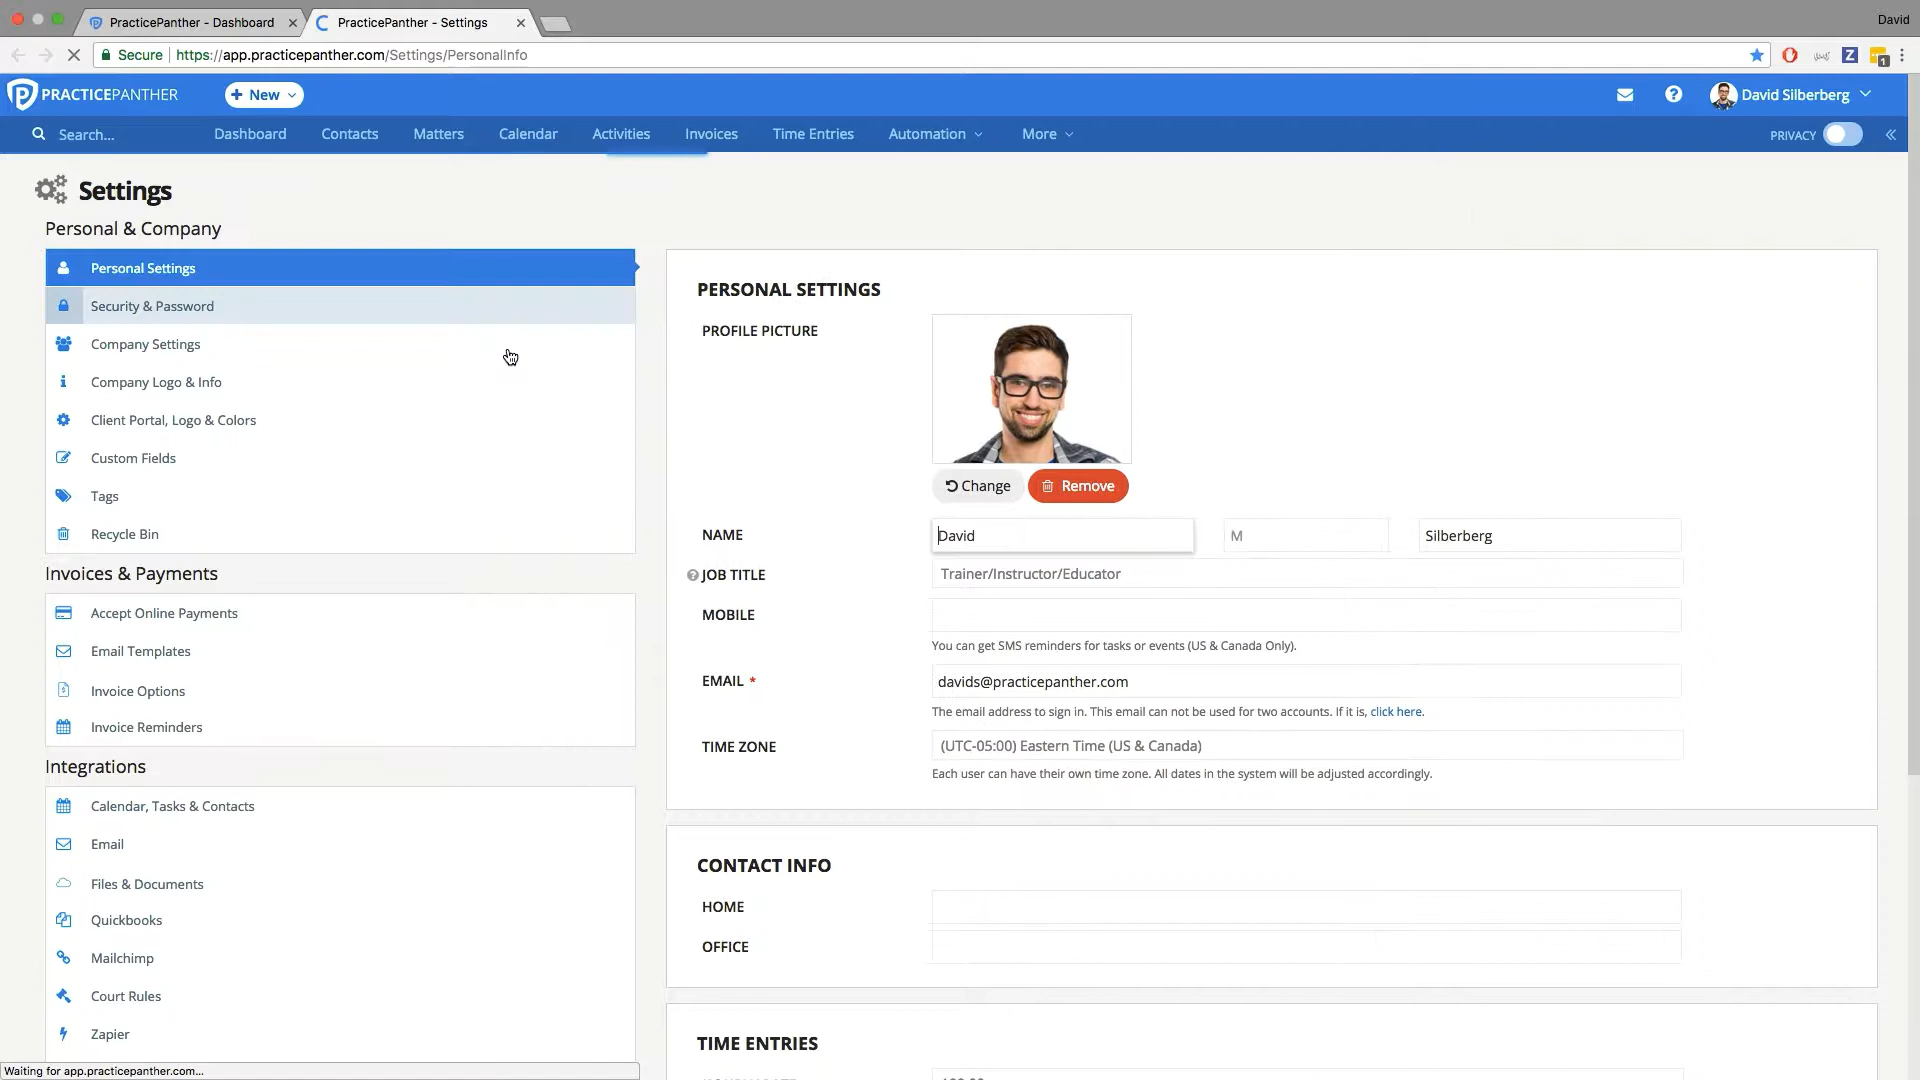 David
PracticePanther - Dashboard
PracticePanther - Settings
Secure
https://app.practicepanther.com/Settings/PersonalInfo
1
PRACTICEPANTHER
New
David Silberberg
Search...
Dashboard
Contacts
Matters
Calendar
Activities
Invoices
Time Entries
Automation
More
PRIVACY
Settings
Personal & Company
Personal Settings
Security & Password
Company Settings
Company Logo & Info
Client Portal, Logo & Colors
Custom Fields
Tags
Recycle Bin
Invoices & Payments
Accept Online Payments
Email Templates
Invoice Options
Invoice Reminders
Integrations
Calendar, Tasks & Contacts
Email
Files & Documents
Quickbooks
Mailchimp
Court Rules
Zapier
Waiting for app.practicepanther.com...
PERSONAL SETTINGS
PROFILE PICTURE
Change
Remove
NAME
David
M
Silberberg
JOB TITLE
Trainer/Instructor/Educator
MOBILE
You can get SMS reminders for tasks or events (US & Canada Only).
EMAIL *
davids@practicepanther.com
The email address to sign in. This email can not be used for two accounts. If it is, click here.
TIME ZONE
(UTC-05:00) Eastern Time (US & Canada)
Each user can have their own time zone. All dates in the system will be adjusted accordingly.
CONTACT INFO
HOME
OFFICE
TIME ENTRIES